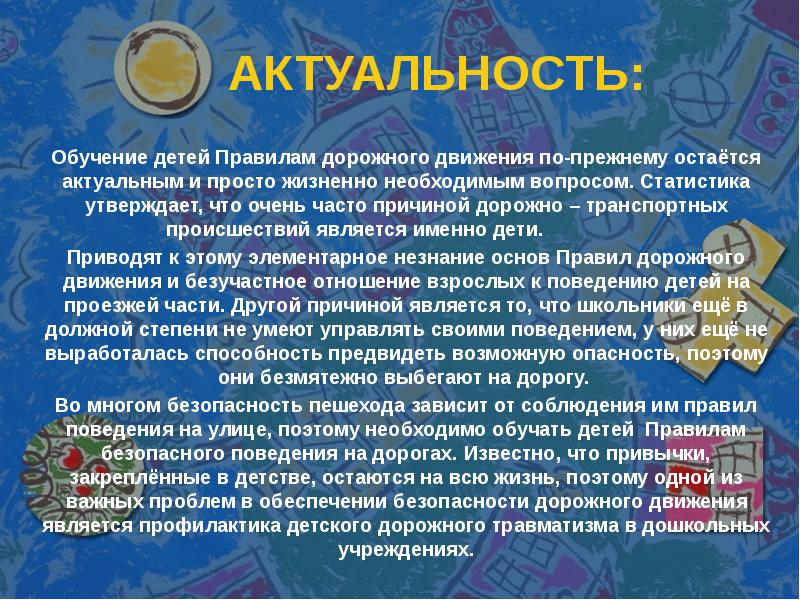 АКТУАЛЬНОСТЬ:
Обучение детей Правилам дорожного движения по-прежнему остаётся
актуальным и просто жизненно необходимым вопросом. Статистика
утверждает, что очень часто причиной дорожно – транспортных
происшествий является именно дети.
Приводят к этому элементарное незнание основ Правил дорожного
движения и безучастное отношение взрослых к поведению детей на
проезжей части. Другой причиной является то, что школьники ещё в
должной степени не умеют управлять своими поведением, у них ещё не
выработалась способность предвидеть возможную опасность, поэтому
они безмятежно выбегают на дорогу.
Во многом безопасность пешехода зависит от соблюдения им правил
поведения на улице, поэтому необходимо обучать детей Правилам
безопасного поведения на дорогах. Известно, что привычки,
закреплённые в детстве, остаются на всю жизнь, поэтому одной из
важных проблем в обеспечении безопасности дорожного движения
является профилактика детского дорожного травматизма в дошкольных
учреждениях.